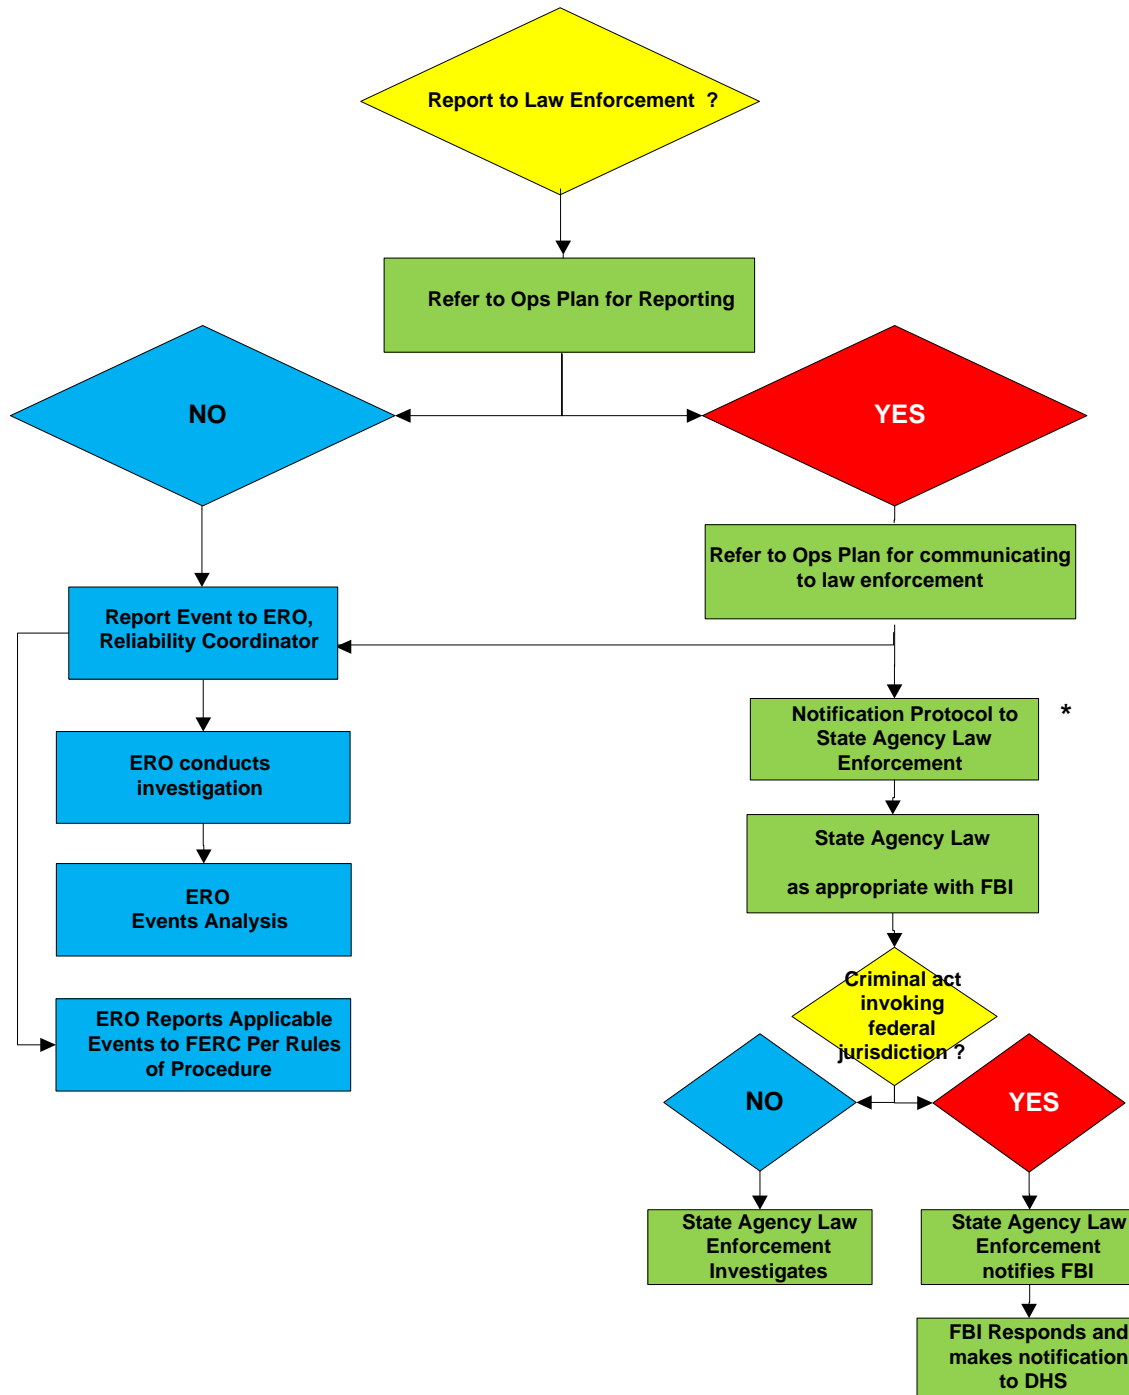 Report to Law Enforcement ?
Refer to Ops Plan for Reporting
NO
YES
Refer to Ops Plan for communicating
to law enforcement
Report Event to ERO,
Reliability Coordinator
Notification Protocol to
State Agency Law
Enforcement
*
ERO conducts
investigation
State Agency Law
as appropriate with FBI
ERO
Events Analysis
Criminal act
invoking
federal
jurisdiction ?
ERO Reports Applicable
Events to FERC Per Rules
of Procedure
NO
YES
State Agency Law
Enforcement
Investigates
State Agency Law
Enforcement
notifies FBI
FBI Responds and
makes notification
to DHS